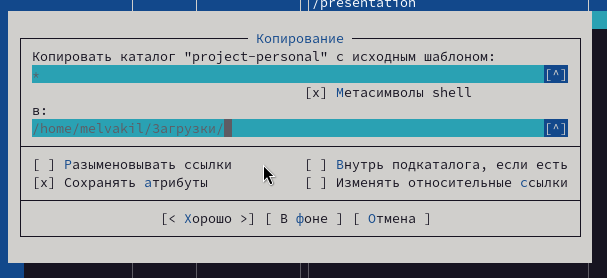 /presentation
Копирование
Копировать каталог "project-personal" с исходным шаблоном:
* [^]
[x] Метасимволы shell
в:
/home/melvakil/Загрузки/ [^]
[ ] Разыменовывать ссылки [ ] Внутрь подкаталога, если есть
[x] Сохранять атрибуты [ ] Изменять относительные ссылки
[< Хорошо >] [ В фоне ] [ Отмена ]